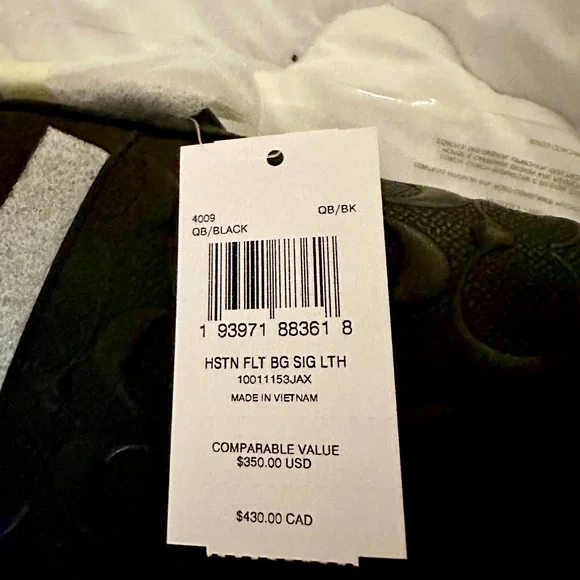 4009 QB/BK
QB/BLACK
1 93971 88361 8
HSTN FLT BG SIG LTH
10011153JAX
MADE IN VIETNAM
COMPARABLE VALUE
$350.00 USD
$430.00 CAD